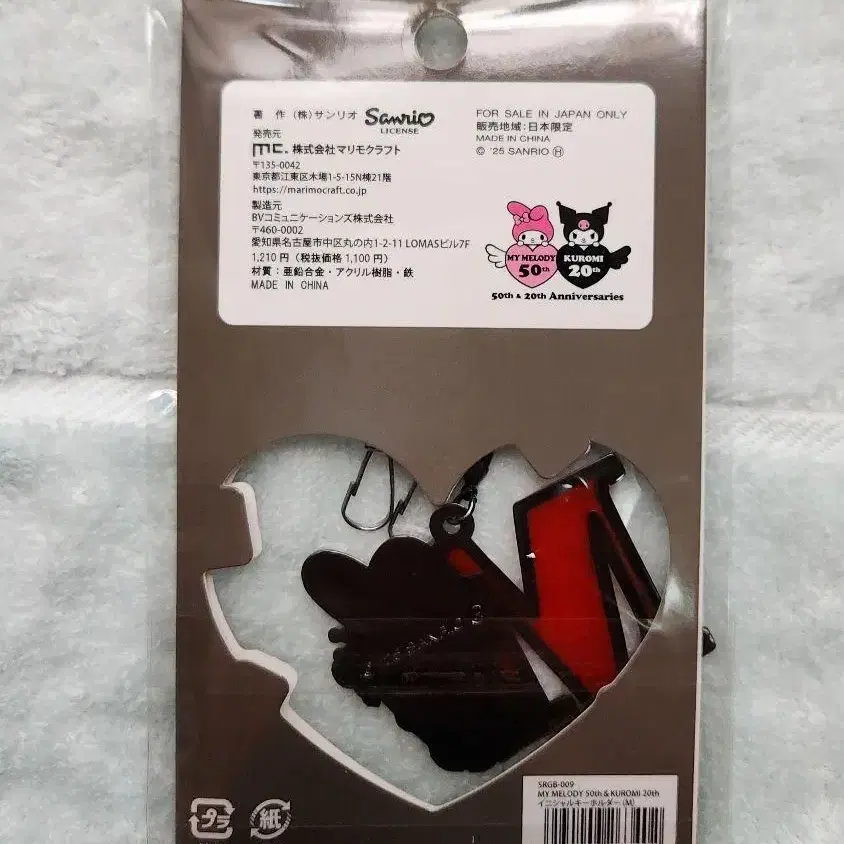 著 作 (株)サンリオ Sanrio LICENSE
発売元
mc. 株式会社マリモクラフト
〒135-0042
東京都江東区木場1-5-15N棟21階
https://marimocraft.co.jp
製造元
BVコミュニケーションズ株式会社
〒460-0002
愛知県名古屋市中区丸の内1-2-11 LOMA5ビル7F
1,210 円 (税抜価格 1,100 円)
材質：亜鉛合金・アクリル樹脂・鉄
MADE IN CHINA
FOR SALE IN JAPAN ONLY
販売地域：日本限定
MADE IN CHINA
© '25 SANRIO Ⓗ
MY MELODY 50th
KUROMI 20th
50th & 20th Anniversaries
プラ
紙
SRGB-009
MY MELODY 50th & KUROMI 20th
イニシャルキーホルダー(M)